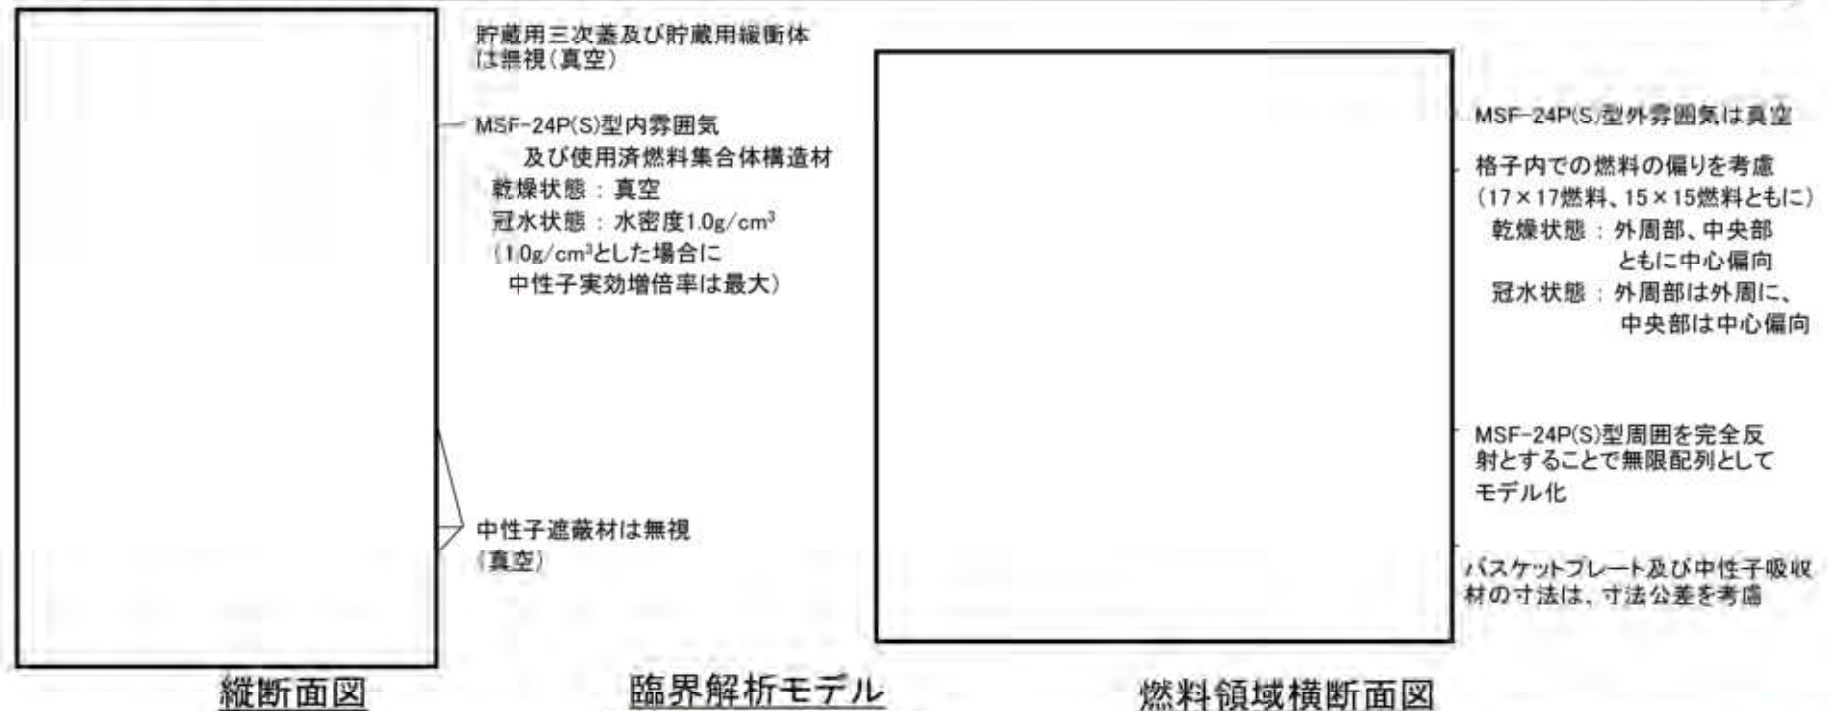 貯蔵用三次蓋及び貯蔵用緩衝体
は無視(真空)
MSF-24P(S)型内雰囲気
及び使用済燃料集合体構造材
乾燥状態：真空
冠水状態：水密度1.0g/cm³
(1.0g/cm³とした場合に
中性子実効増倍率は最大)
中性子遮蔽材は無視
(真空)
縦断面図
臨界解析モデル
MSF-24P(S)型外雰囲気は真空
格子内での燃料の偏りを考慮
(17×17燃料、15×15燃料ともに)
乾燥状態：外周部、中央部
ともに中心偏向
冠水状態：外周部は外周に、
中央部は中心偏向
MSF-24P(S)型周囲を完全反
射とすることで無限配列として
モデル化
バスケットプレート及び中性子吸収
材の寸法は、寸法公差を考慮
燃料領域横断面図